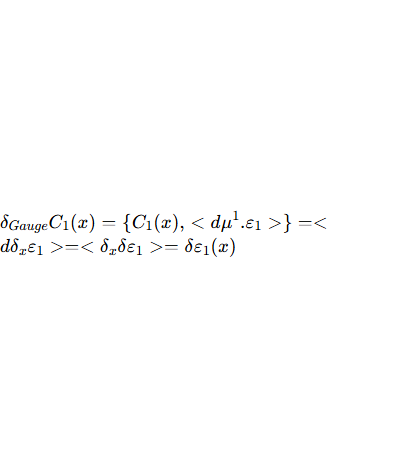 δ_{Gauge}C_1(x) = {C_1(x), < dμ^1.ε_1 >} =<
dδ_xε_1 >=< δ_xδε_1 >= δε_1(x)